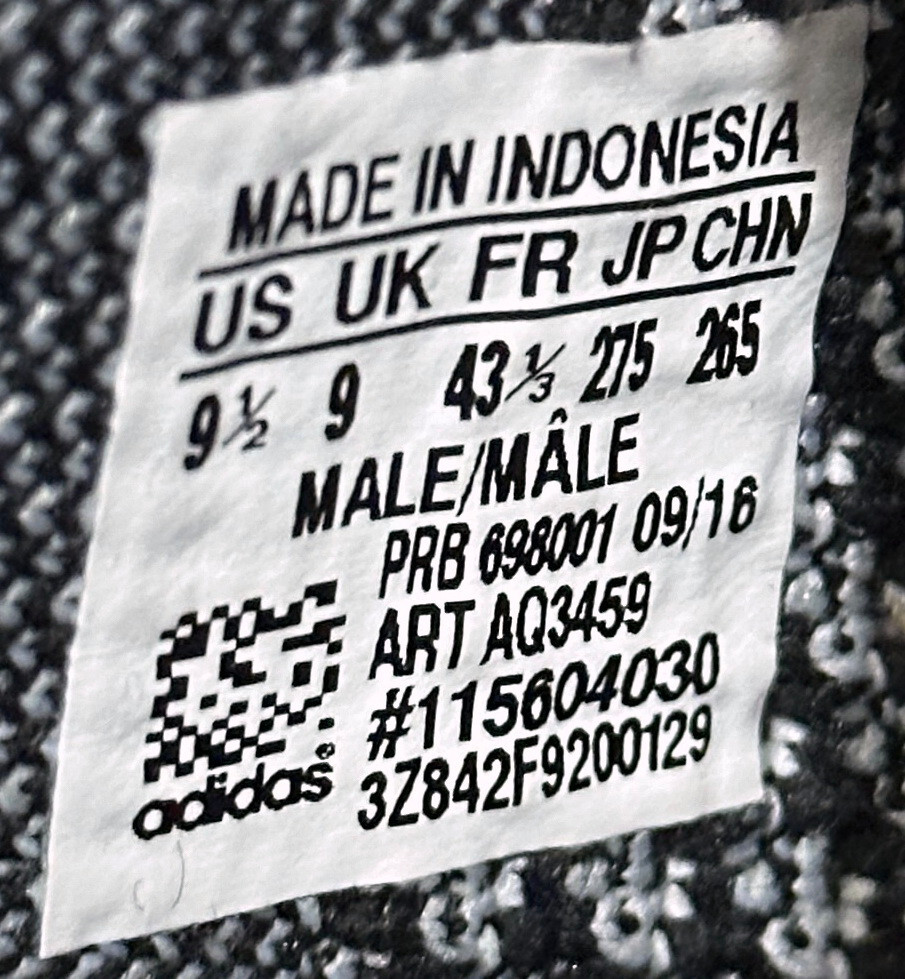 MADE IN INDONESIA
US UK FR JP CHN
9½ 9 43⅓ 275 265
MALE/MÂLE
PRB 698001 09/16
ART AQ3459
#115604030
adidas® 3Z842F9200129